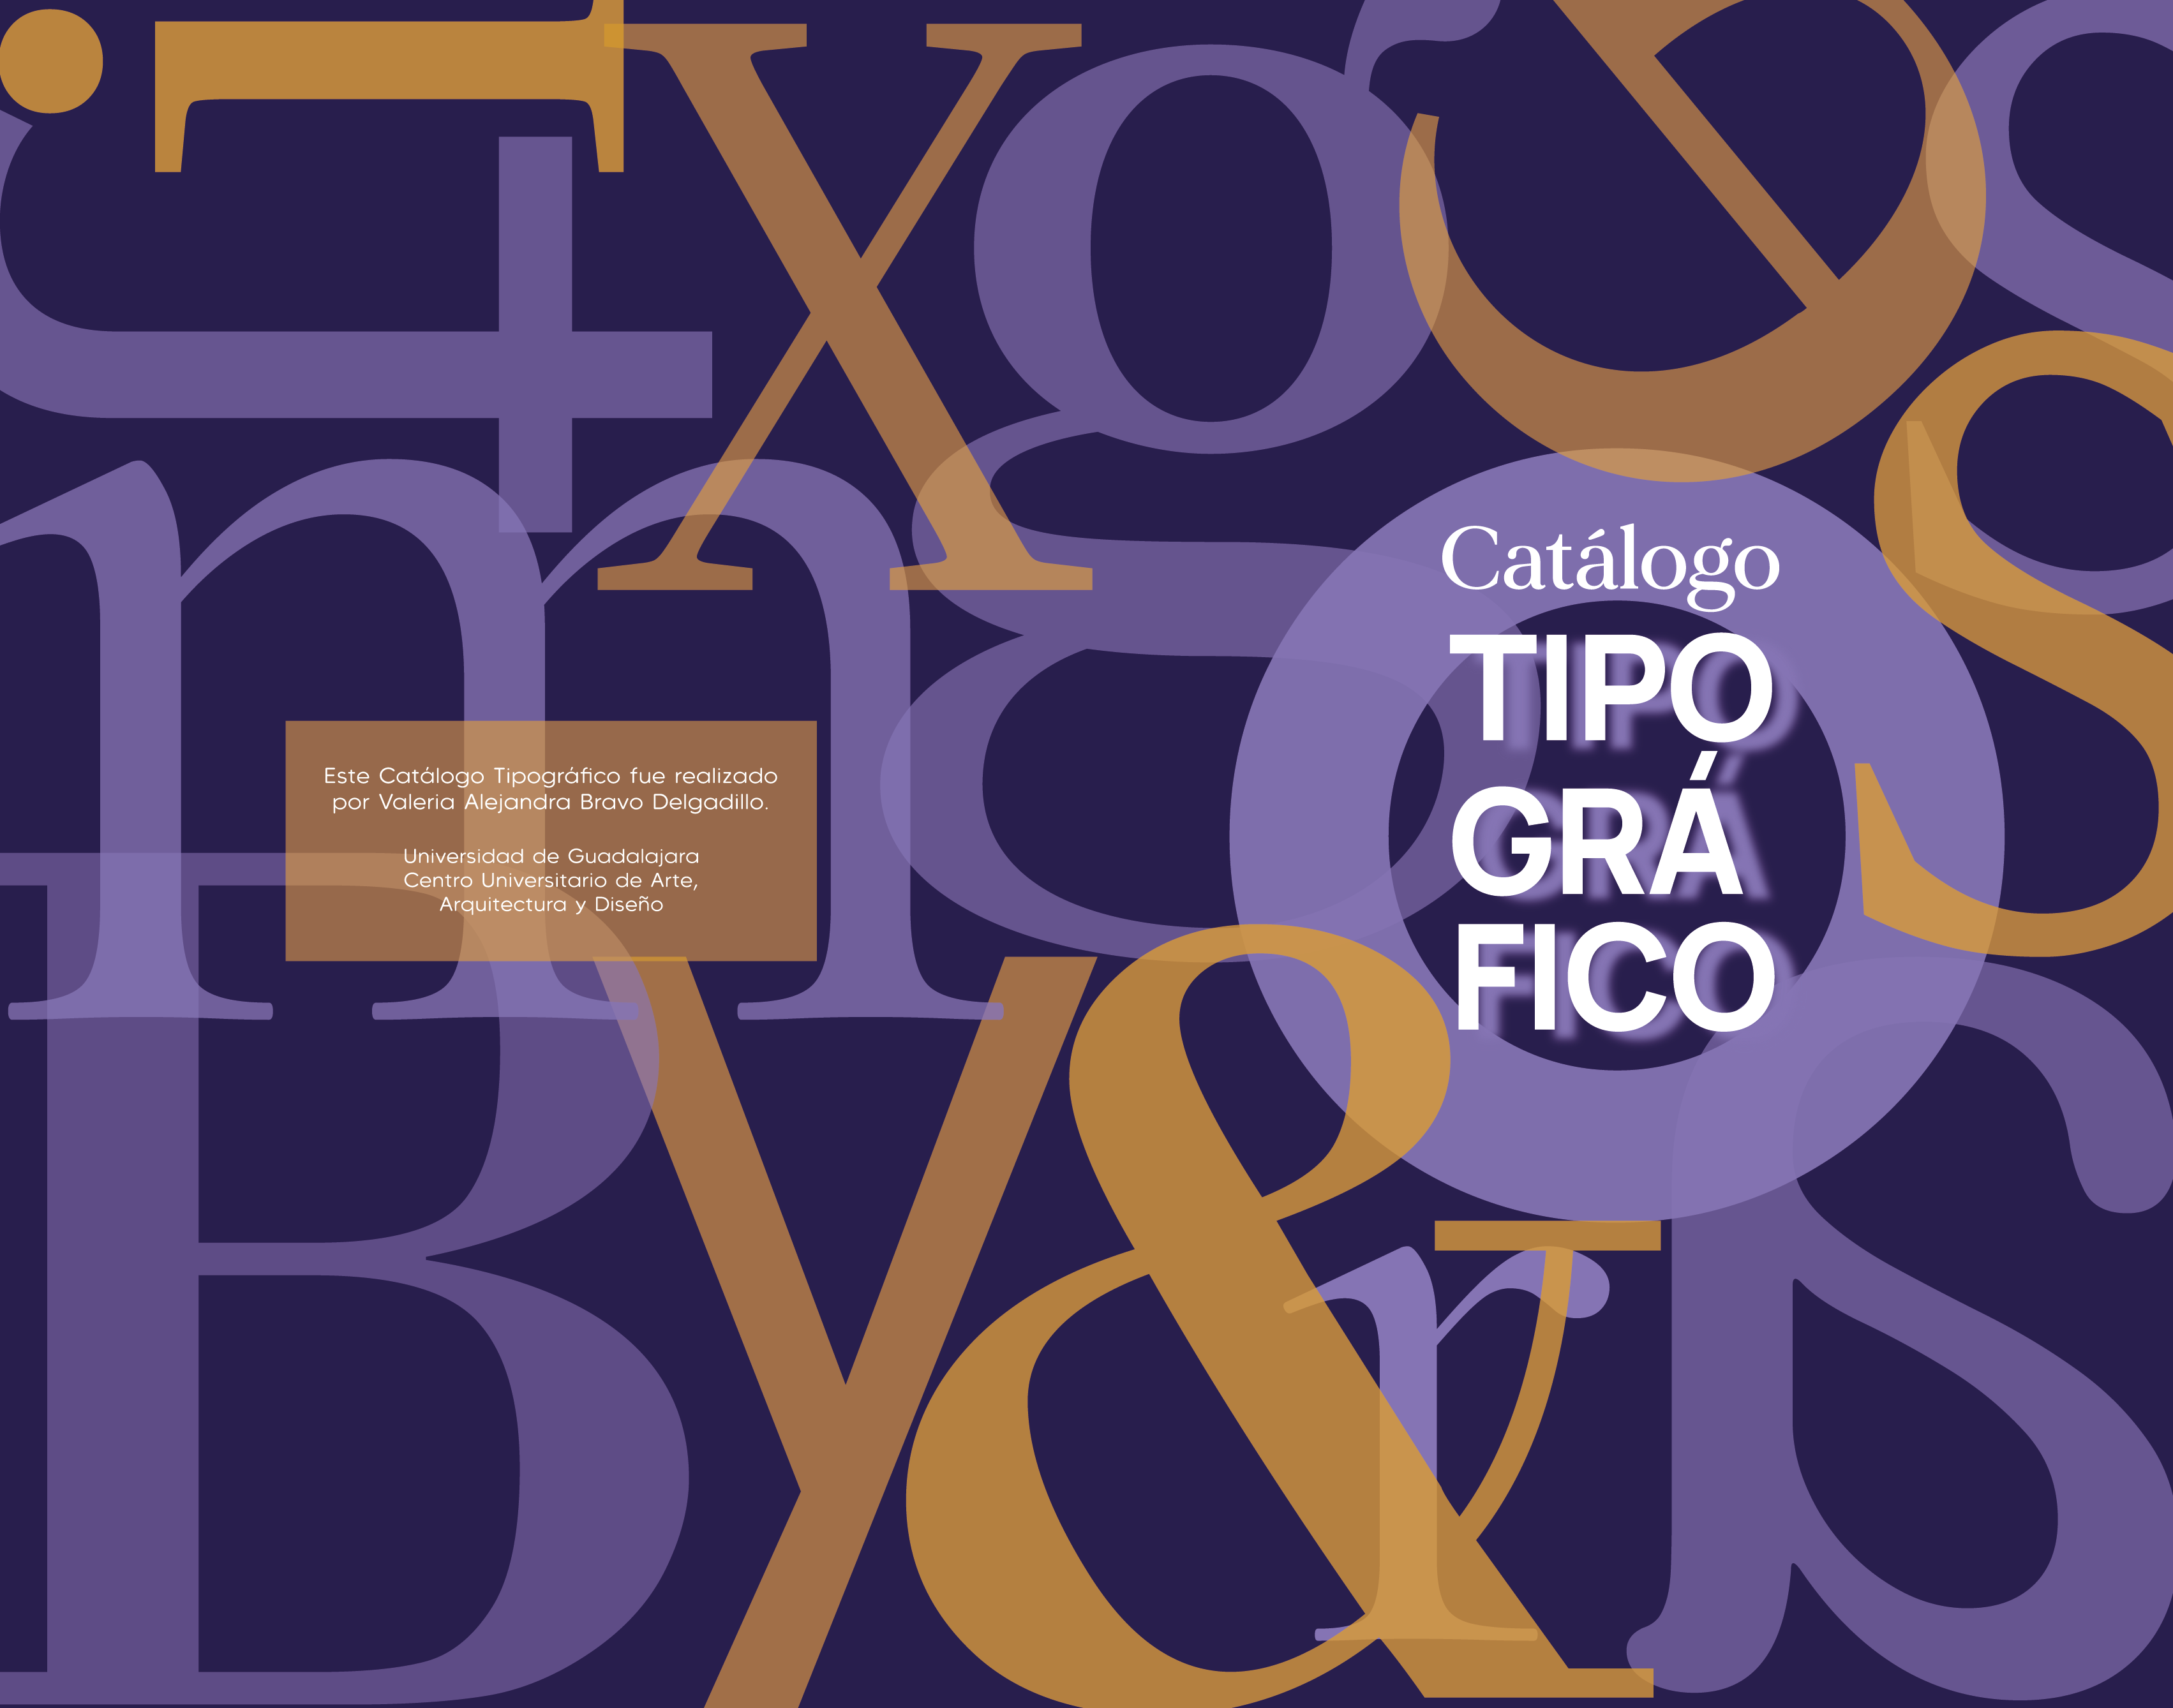 Catálogo
TIPO
GRÁ
FICO
Este Catálogo Tipográfico fue realizado
por Valeria Alejandra Bravo Delgadillo.
Universidad de Guadalajara
Centro Universitario de Arte,
Arquitectura y Diseño